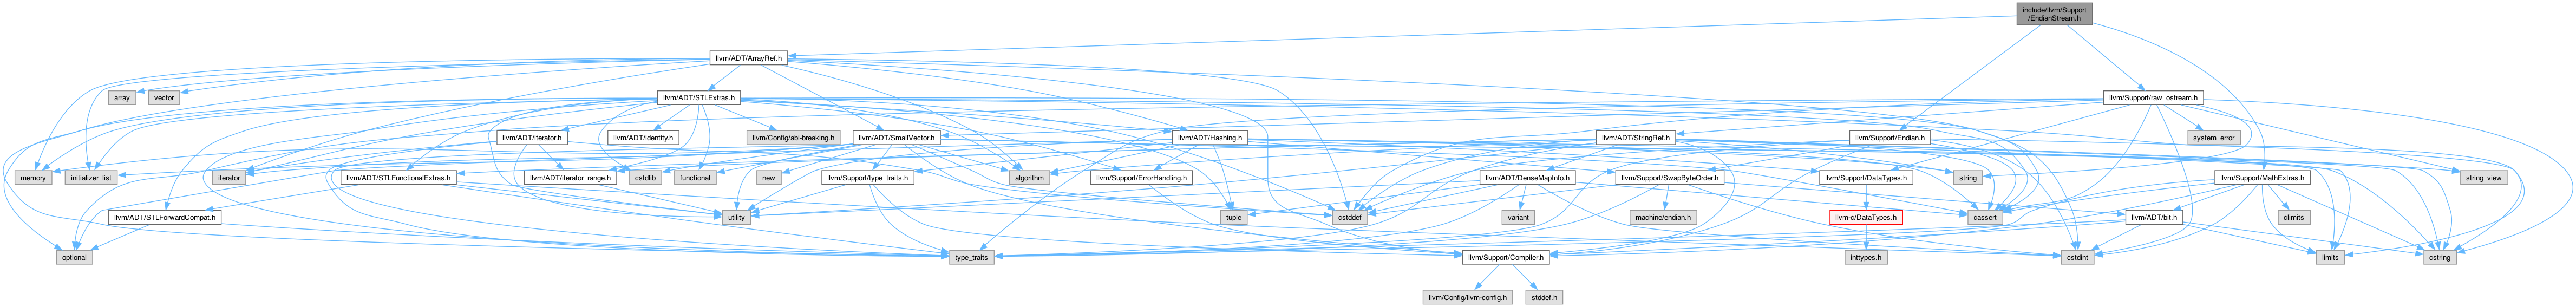 include/llvm/Support
/EndianStream.h
llvm/ADT/ArrayRef.h
array
vector
llvm/ADT/STLExtras.h
llvm/Support/raw_ostream.h
llvm/ADT/iterator.h
llvm/ADT/identity.h
llvm/Config/abi-breaking.h
llvm/ADT/SmallVector.h
llvm/ADT/Hashing.h
llvm/ADT/StringRef.h
llvm/Support/Endian.h
system_error
memory
initializer_list
iterator
llvm/ADT/STLFunctionalExtras.h
llvm/ADT/iterator_range.h
cstdlib
functional
new
llvm/Support/type_traits.h
algorithm
llvm/Support/ErrorHandling.h
llvm/ADT/DenseMapInfo.h
llvm/Support/SwapByteOrder.h
llvm/Support/DataTypes.h
string
llvm/Support/MathExtras.h
string_view
llvm/ADT/STLForwardCompat.h
utility
tuple
cstddef
variant
machine/endian.h
llvm-c/DataTypes.h
cassert
llvm/ADT/bit.h
climits
optional
type_traits
llvm/Support/Compiler.h
inttypes.h
cstdint
limits
cstring
llvm/Config/llvm-config.h
stddef.h